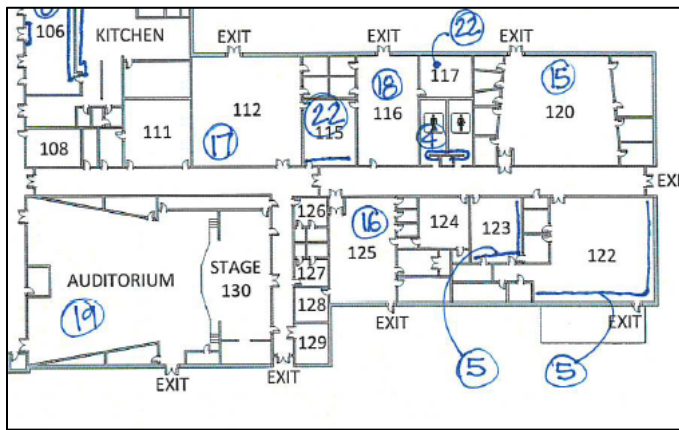 EXIT EXIT 22 EXIT
106 KITCHEN
117
18 15
112 22 116 120
111 115
17
108
EXIT
126 16
124 123
125
STAGE 122
AUDITORIUM 127
130
128
19 EXIT EXIT
129
5 5
EXIT EXIT